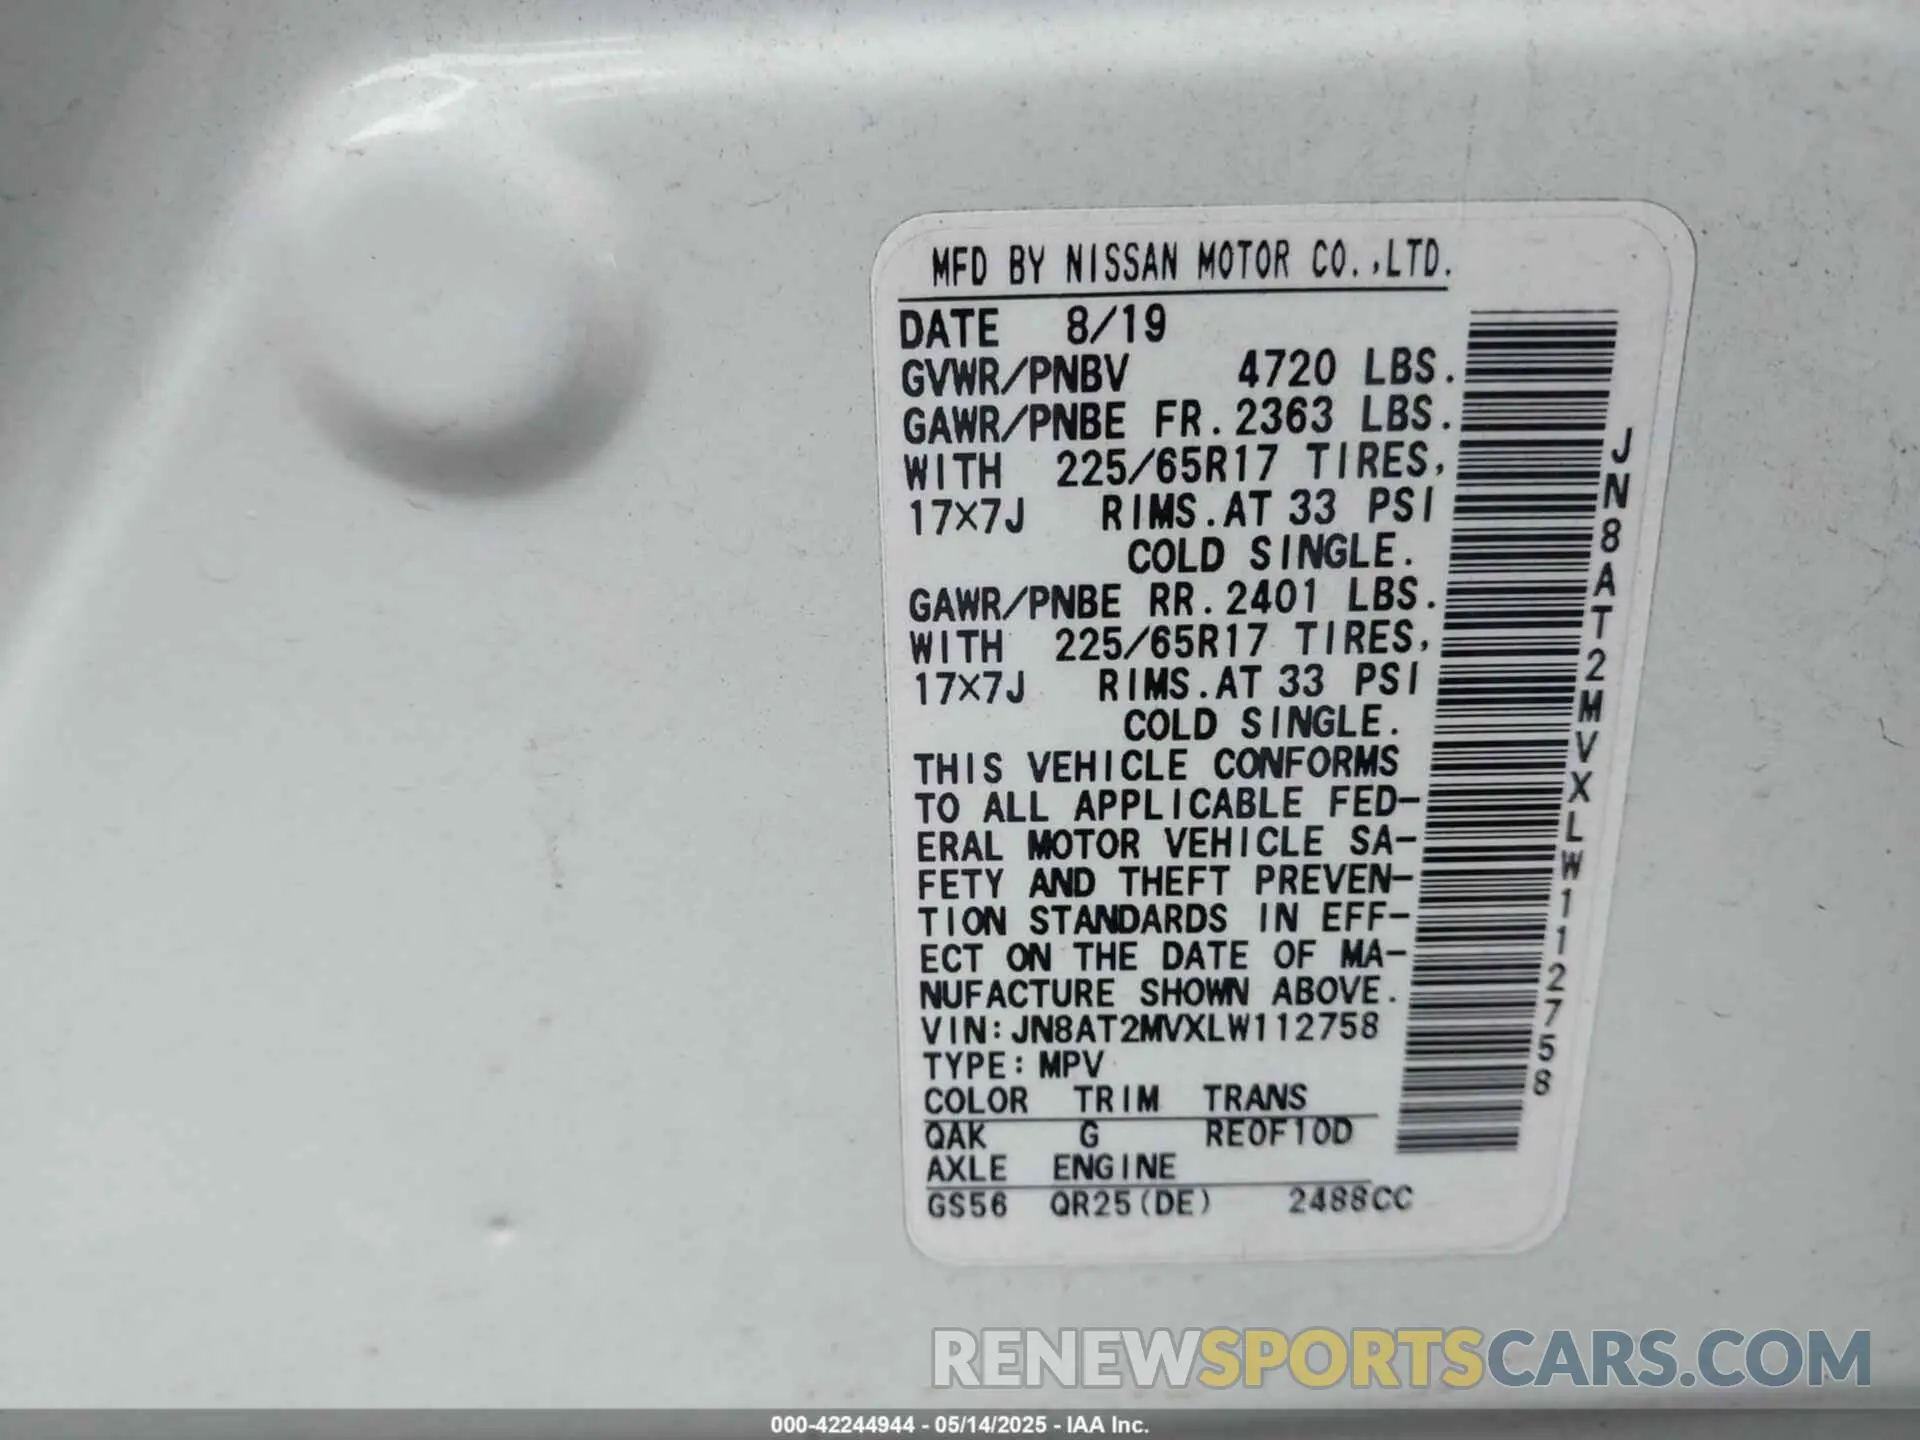 MFD BY NISSAN MOTOR CO.,LTD.
DATE 8/19
GVWR/PNBV 4720 LBS.
GAWR/PNBE FR. 2363 LBS.
WITH 225/65R17 TIRES,
17X7J RIMS. AT 33 PSI
COLD SINGLE.
GAWR/PNBE RR. 2401 LBS.
WITH 225/65R17 TIRES,
17X7J RIMS. AT 33 PSI
COLD SINGLE.
THIS VEHICLE CONFORMS
TO ALL APPLICABLE FED-
ERAL MOTOR VEHICLE SA-
FETY AND THEFT PREVEN-
TION STANDARDS IN EFF-
ECT ON THE DATE OF MA-
NUFACTURE SHOWN ABOVE.
VIN: JN8AT2MVXLW112758
TYPE: MPV
COLOR TRIM TRANS
QAK G RE0F10D
AXLE ENGINE
GS56 QR25(DE) 2488CC
JN8AT2MVXLW112758
RENEWSPORTSCARS.COM
000-42244944 - 05/14/2025 - IAA Inc.